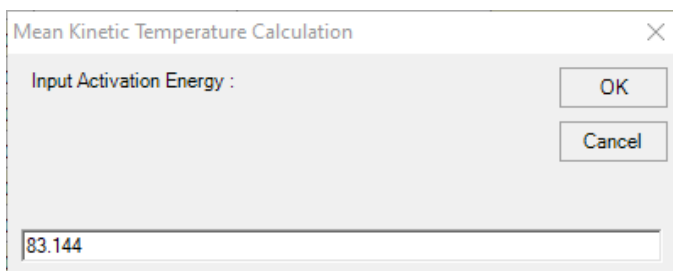 Mean Kinetic Temperature Calculation
Input Activation Energy :
OK
Cancel
83.144